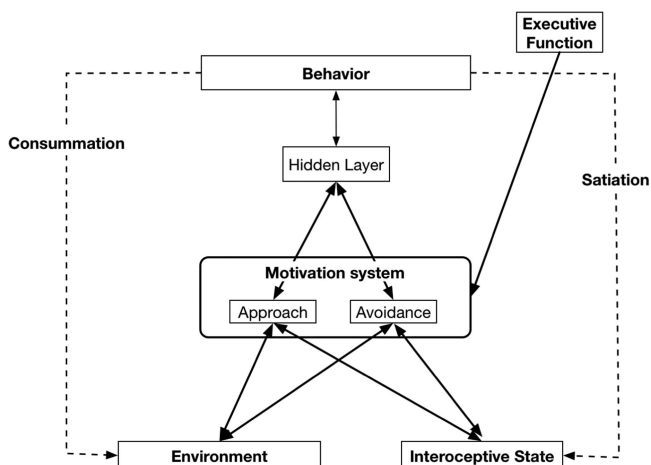 Executive
Function
Behavior
Consummation
Hidden Layer
Satiation
Motivation system
Approach
Avoidance
Environment
Interoceptive State